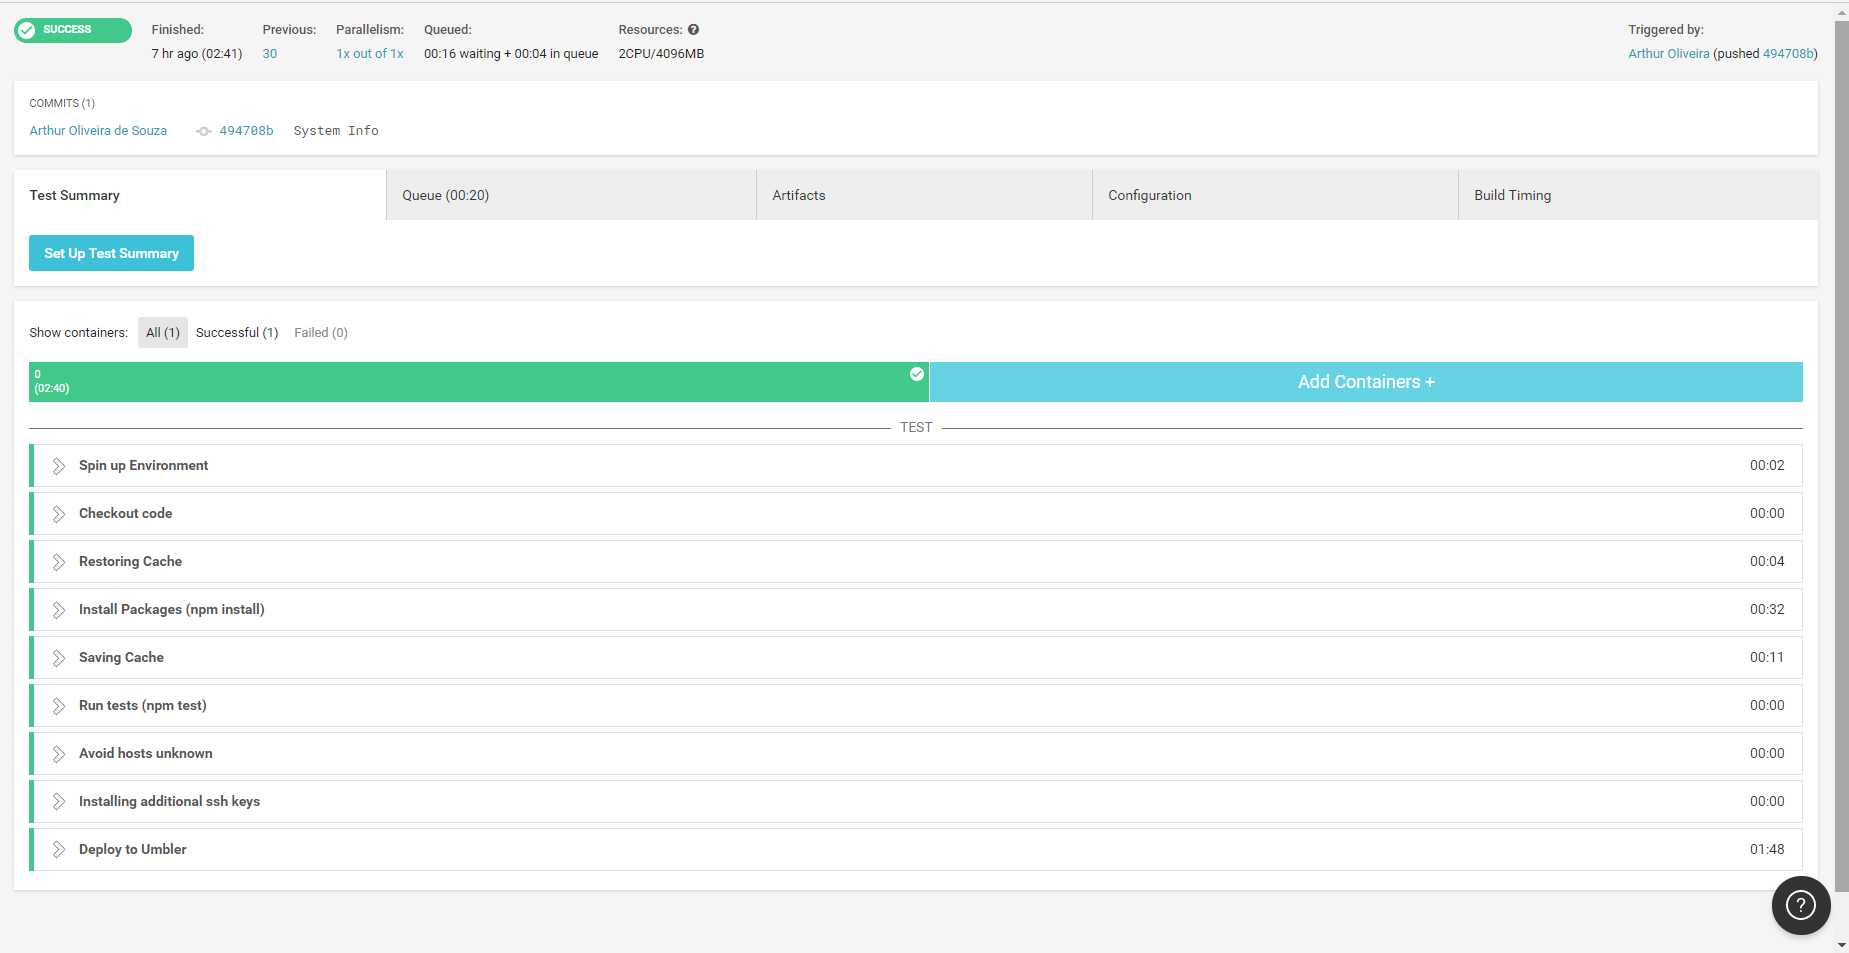 SUCCESS
Finished:
7 hr ago (02:41)
Previous:
30
Parallelism:
1x out of 1x
Queued:
00:16 waiting + 00:04 in queue
Resources:
2CPU/4096MB
Triggered by:
Arthur Oliveira (pushed 494708b)
COMMITS (1)
Arthur Oliveira de Souza 494708b System Info
Test Summary
Queue (00:20)
Artifacts
Configuration
Build Timing
Set Up Test Summary
Show containers: All (1) Successful (1) Failed (0)
0
(02:40)
Add Containers +
TEST
Spin up Environment 00:02
Checkout code 00:00
Restoring Cache 00:04
Install Packages (npm install) 00:32
Saving Cache 00:11
Run tests (npm test) 00:00
Avoid hosts unknown 00:00
Installing additional ssh keys 00:00
Deploy to Umbler 01:48